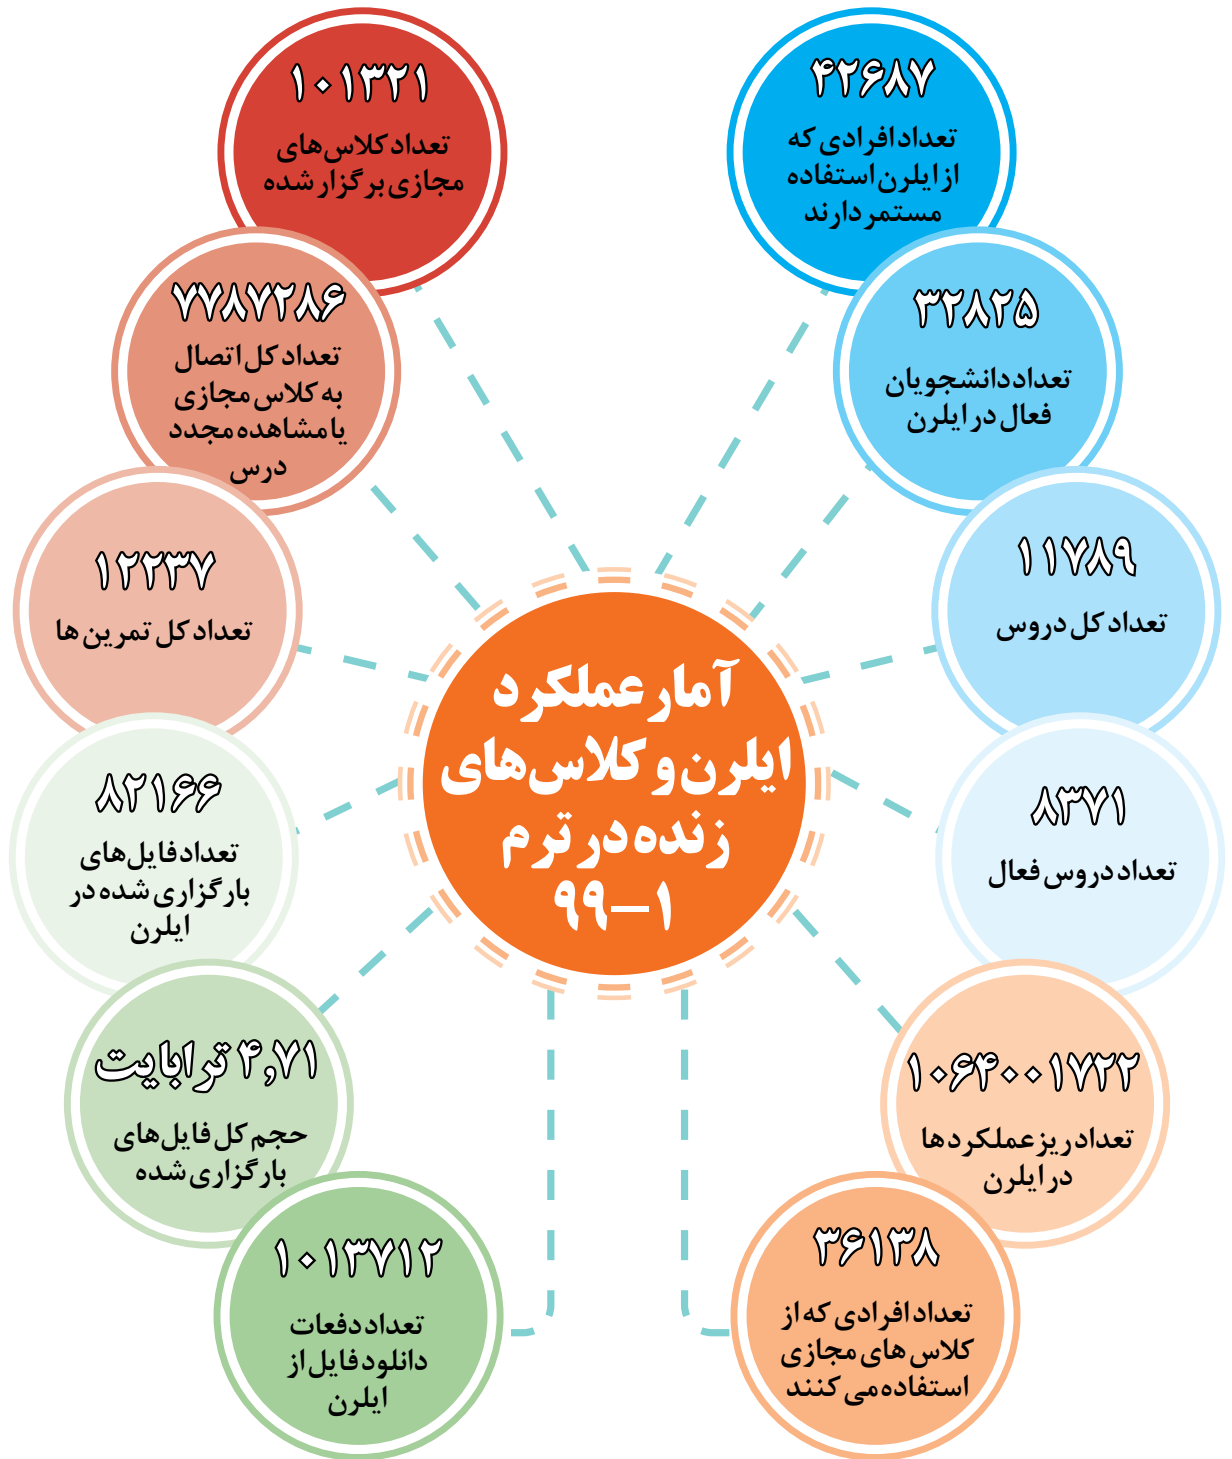 آمار عملکرد
ایلرن و کلاس‌های
زنده در ترم
۹۹-۱
۴۲۶۸۷
تعداد افرادی که
از ایلرن استفاده
مستمر دارند
۳۲۸۲۵
تعداد دانشجویان
فعال در ایلرن
۱۱۷۸۹
تعداد کل دروس
۸۳۷۱
تعداد دروس فعال
۱۰۶۴۰۰۱۷۲۲
تعداد ریز عملکردها
در ایلرن
۳۶۱۳۸
تعداد افرادی که از
کلاس های مجازی
استفاده می کنند
۱۰۱۳۲۱
تعداد کلاس‌های
مجازی برگزار شده
۷۷۸۷۲۸۶
تعداد کل اتصال
به کلاس مجازی
یا مشاهده مجدد
درس
۱۲۲۳۷
تعداد کل تمرین ها
۸۲۱۶۶
تعداد فایل‌های
بارگزاری شده در
ایلرن
۴,۷۱ ترابایت
حجم کل فایل‌های
بارگزاری شده
۱۰۱۳۷۱۲
تعداد دفعات
دانلود فایل از
ایلرن